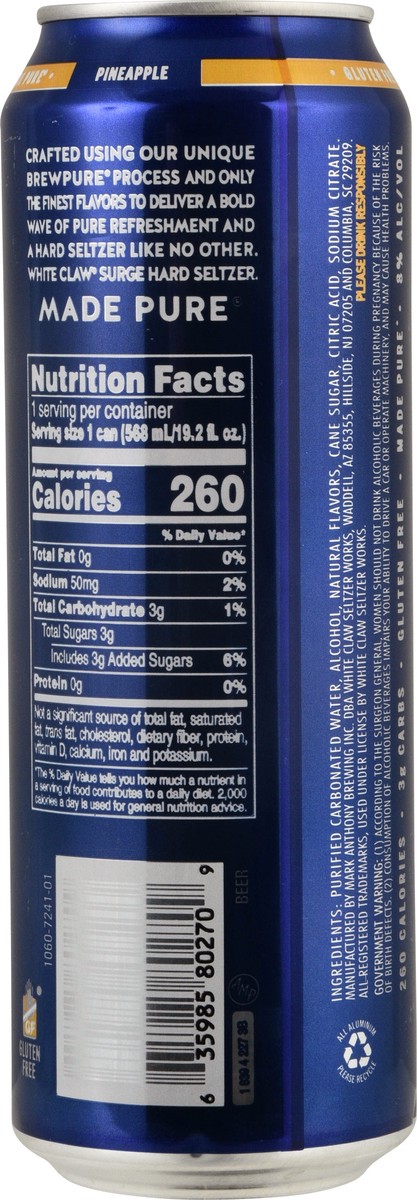 PURE®
PINEAPPLE
GLUTEN
CRAFTED USING OUR UNIQUE
BREWPURE® PROCESS AND ONLY
THE FINEST FLAVORS TO DELIVER A BOLD
WAVE OF PURE REFRESHMENT AND
A HARD SELTZER LIKE NO OTHER.
WHITE CLAW® SURGE HARD SELTZER.
MADE PURE®
Nutrition Facts
1 serving per container
Serving size 1 can (568 mL/19.2 fl. oz.)
Amount per serving
Calories 260
% Daily Value*
Total Fat 0g 0%
Sodium 50mg 2%
Total Carbohydrate 3g 1%
Total Sugars 3g
Includes 3g Added Sugars 6%
Protein 0g 0%
Not a significant source of total fat, saturated
fat, trans fat, cholesterol, dietary fiber, protein,
vitamin D, calcium, iron and potassium.
*The % Daily Value tells you how much a nutrient in
a serving of food contributes to a daily diet. 2,000
calories a day is used for general nutrition advice.
1060-7241-01
GF
GLUTEN
FREE
6 35985 80270 9
BEER
1 839 4 227 3B
INGREDIENTS: PURIFIED CARBONATED WATER, ALCOHOL, NATURAL FLAVORS, CANE SUGAR, CITRIC ACID, SODIUM CITRATE.
MANUFACTURED BY MARK ANTHONY BREWING INC. DBA WHITE CLAW SELTZER WORKS, WADDELL, AZ 85355, HILLSIDE, NJ 07205 AND COLUMBIA, SC 29209.
ALL REGISTERED TRADEMARKS, USED UNDER LICENSE BY WHITE CLAW SELTZER WORKS.
PLEASE DRINK RESPONSIBLY
GOVERNMENT WARNING: (1) ACCORDING TO THE SURGEON GENERAL, WOMEN SHOULD NOT DRINK ALCOHOLIC BEVERAGES DURING PREGNANCY BECAUSE OF THE RISK
OF BIRTH DEFECTS. (2) CONSUMPTION OF ALCOHOLIC BEVERAGES IMPAIRS YOUR ABILITY TO DRIVE A CAR OR OPERATE MACHINERY, AND MAY CAUSE HEALTH PROBLEMS.
260 CALORIES • 3g CARBS • GLUTEN FREE • MADE PURE® • 8% ALC/VOL
ALL ALUMINUM
PLEASE RECYCLE